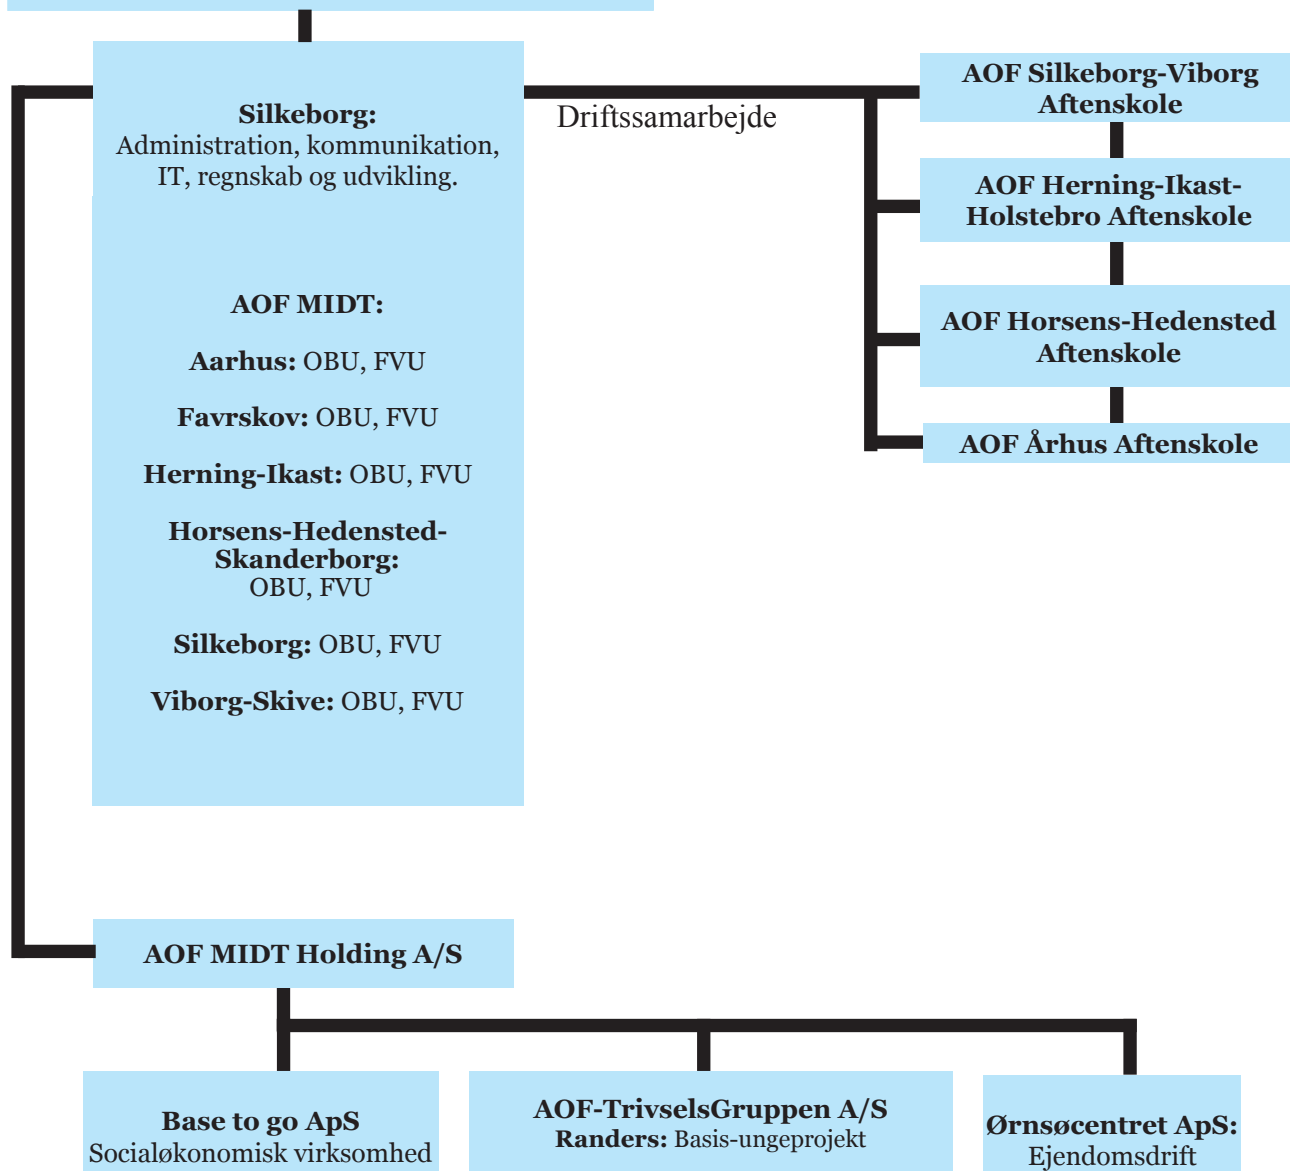 Silkeborg:
Administration, kommunikation,
IT, regnskab og udvikling.
AOF MIDT:
Aarhus: OBU, FVU
Favrskov: OBU, FVU
Herning-Ikast: OBU, FVU
Horsens-Hedensted-
Skanderborg:
OBU, FVU
Silkeborg: OBU, FVU
Viborg-Skive: OBU, FVU
Driftssamarbejde
AOF Silkeborg-Viborg
Aftenskole
AOF Herning-Ikast-
Holstebro Aftenskole
AOF Horsens-Hedensted
Aftenskole
AOF Århus Aftenskole
AOF MIDT Holding A/S
Base to go ApS
Socialøkonomisk virksomhed
AOF-TrivselsGruppen A/S
Randers: Basis-ungeprojekt
Ørnsøcentret ApS:
Ejendomsdrift